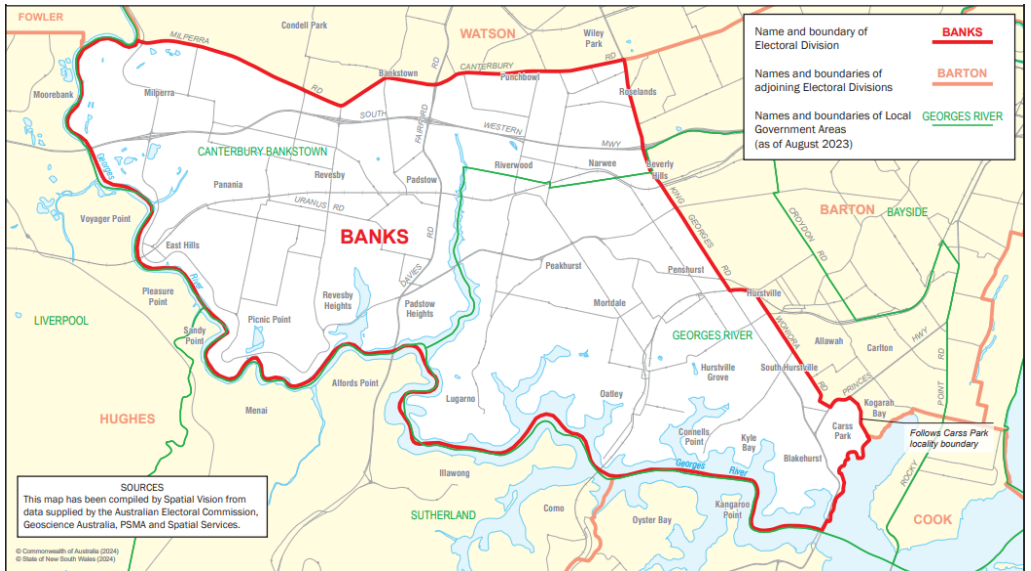 FOWLER
Condell Park
WATSON
Wiley
Park
MILPERRA
RD
CANTERBURY
RD
Bankstown
Punchbowl
Roselands
Moorebank
Milperra
RD
SOUTH
WESTERN
MWY
FAIRFORD
CANTERBURY BANKSTOWN
Georges
Panania
Revesby
Padstow
Riverwood
Narwee
Beverly
Hills
URANUS RD
RD
KING
GEORGES
RD
Voyager Point
BANKS
East Hills
Pleasure
Point
River
DAVIES
Peakhurst
Penshurst
Hurstville
CROYDON
RD
BARTON
BAYSIDE
LIVERPOOL
Sandy
Point
Picnic Point
Revesby
Heights
Padstow
Heights
Mortdale
GEORGES RIVER
WONIORA
RD
Allawah
Carlton
HWY
PRINCES
POINT
RD
ROCKY
Hurstville
Grove
South Hurstville
Alfords Point
Lugarno
Oatley
Kogarah
Bay
Carss
Park
Follows Carss Park
locality boundary
HUGHES
Menai
Connells
Point
Kyle
Bay
Blakehurst
Georges
River
Illawong
Kangaroo
Point
Como
Oyster Bay
SUTHERLAND
COOK
Name and boundary of
Electoral Division
BANKS
Names and boundaries of
adjoining Electoral Divisions
BARTON
Names and boundaries of Local
Government Areas
(as of August 2023)
GEORGES RIVER
SOURCES
This map has been compiled by Spatial Vision from
data supplied by the Australian Electoral Commission,
Geoscience Australia, PSMA and Spatial Services.
© Commonwealth of Australia (2024)
© State of New South Wales (2024)